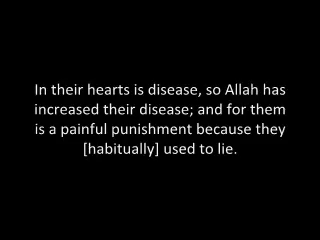 In their hearts is disease, so Allah has
increased their disease; and for them
is a painful punishment because they
[habitually] used to lie.